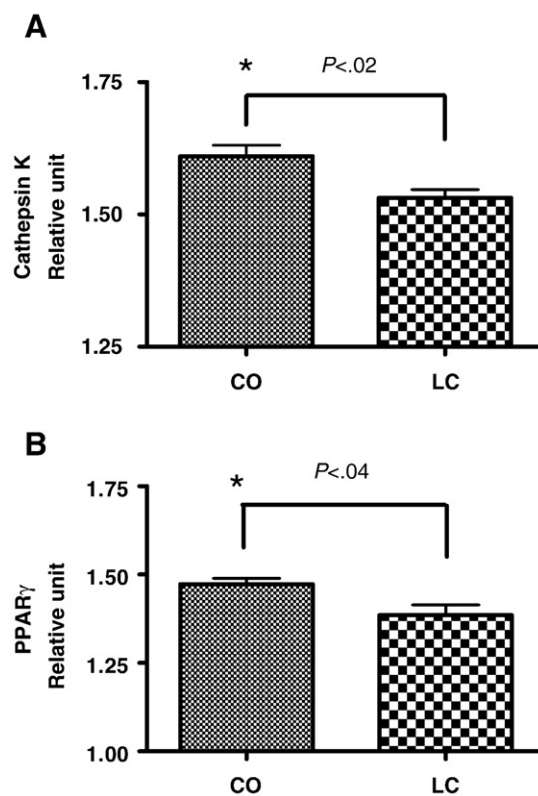 A
* P<.02
1.75
1.50
1.25
Cathepsin K
Relative unit
CO LC
B
* P<.04
1.75
1.50
1.25
1.00
PPARγ
Relative unit
CO LC